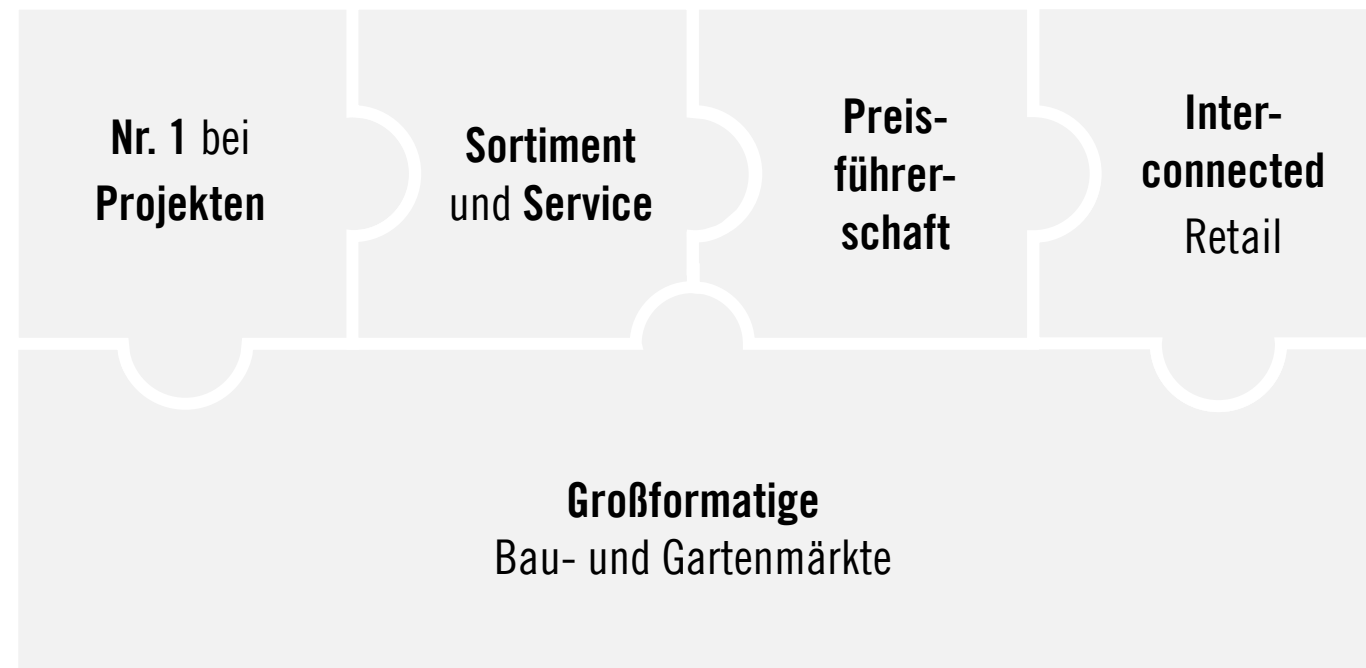 Nr. 1 bei
Projekten
Sortiment
und Service
Preis-
führer-
schaft
Inter-
connected
Retail
Großformatige
Bau- und Gartenmärkte